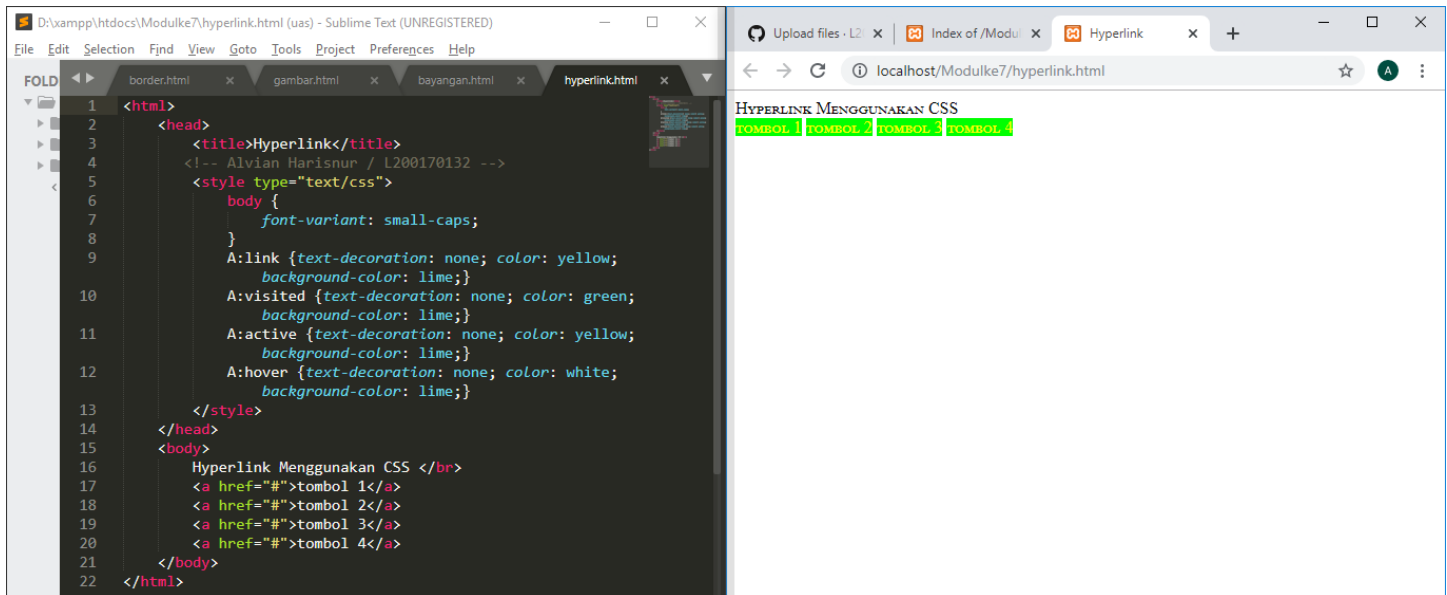 D:\xampp\htdocs\Modulke7\hyperlink.html (uas) - Sublime Text (UNREGISTERED)
File Edit Selection Find View Goto Tools Project Preferences Help
FOLD
border.html gambar.html bayangan.html hyperlink.html
1 <html>
2 <head>
3 <title>Hyperlink</title>
4 <!-- Alvian Harisnur / L200170132 -->
5 <style type="text/css">
6 body {
7 font-variant: small-caps;
8 }
9 A:link {text-decoration: none; color: yellow;
background-color: lime;}
10 A:visited {text-decoration: none; color: green;
background-color: lime;}
11 A:active {text-decoration: none; color: yellow;
background-color: lime;}
12 A:hover {text-decoration: none; color: white;
background-color: lime;}
13 </style>
14 </head>
15 <body>
16 Hyperlink Menggunakan CSS </br>
17 <a href="#">tombol 1</a>
18 <a href="#">tombol 2</a>
19 <a href="#">tombol 3</a>
20 <a href="#">tombol 4</a>
21 </body>
22 </html>
Upload files · L2 Index of /Modul Hyperlink
localhost/Modulke7/hyperlink.html A
Hyperlink Menggunakan CSS
tombol 1 tombol 2 tombol 3 tombol 4